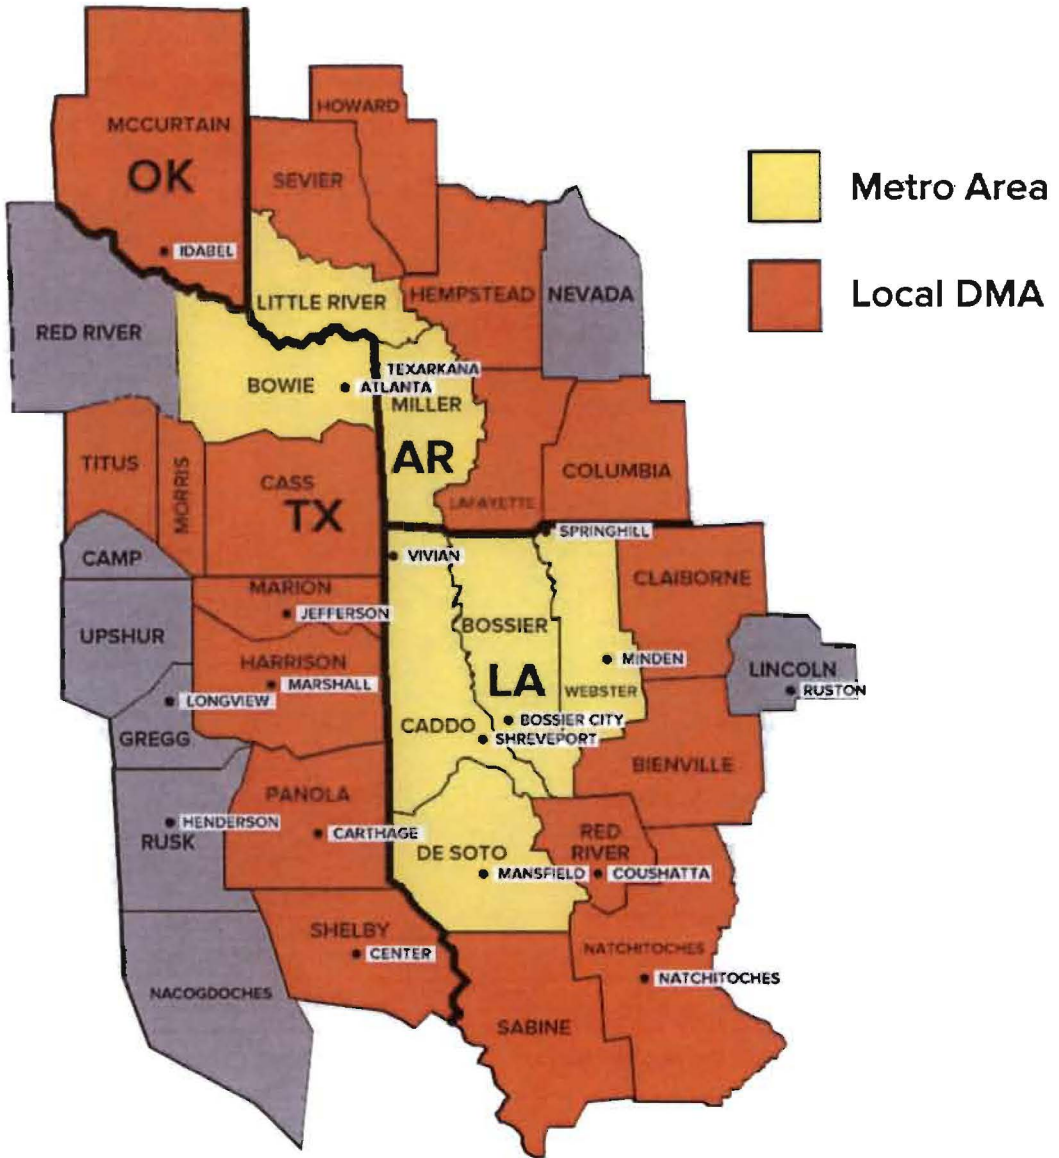 HOWARD
MCCURTAIN
OK
SEVIER
Metro Area
IDABEL
Local DMA
LITTLE RIVER
HEMPSTEAD
NEVADA
RED RIVER
TEXARKANA
BOWIE
ATLANTA
MILLER
AR
TITUS
MORRIS
CASS
TX
COLUMBIA
LAFAYETTE
SPRINGHILL
CAMP
VIVIAN
CLAIBORNE
MARION
JEFFERSON
BOSSIER
UPSHUR
HARRISON
MINDEN
LINCOLN
LA
MARSHALL
WEBSTER
RUSTON
LONGVIEW
BOSSIER CITY
CADDO
GREGG
SHREVEPORT
BIENVILLE
PANOLA
HENDERSON
CARTHAGE
RED
RIVER
RUSK
DE SOTO
MANSFIELD
COUSHATTA
SHELBY
CENTER
NATCHITOCHES
NATCHITOCHES
NACOGDOCHES
SABINE